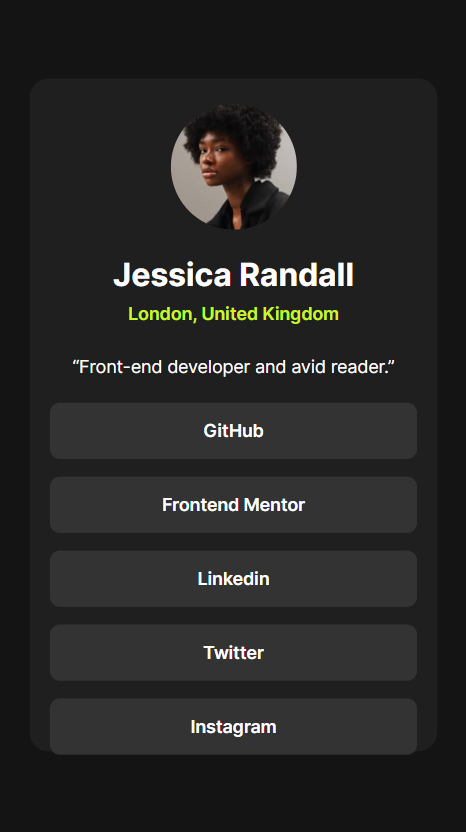 Jessica Randall
London, United Kingdom
“Front-end developer and avid reader.”
GitHub
Frontend Mentor
Linkedin
Twitter
Instagram